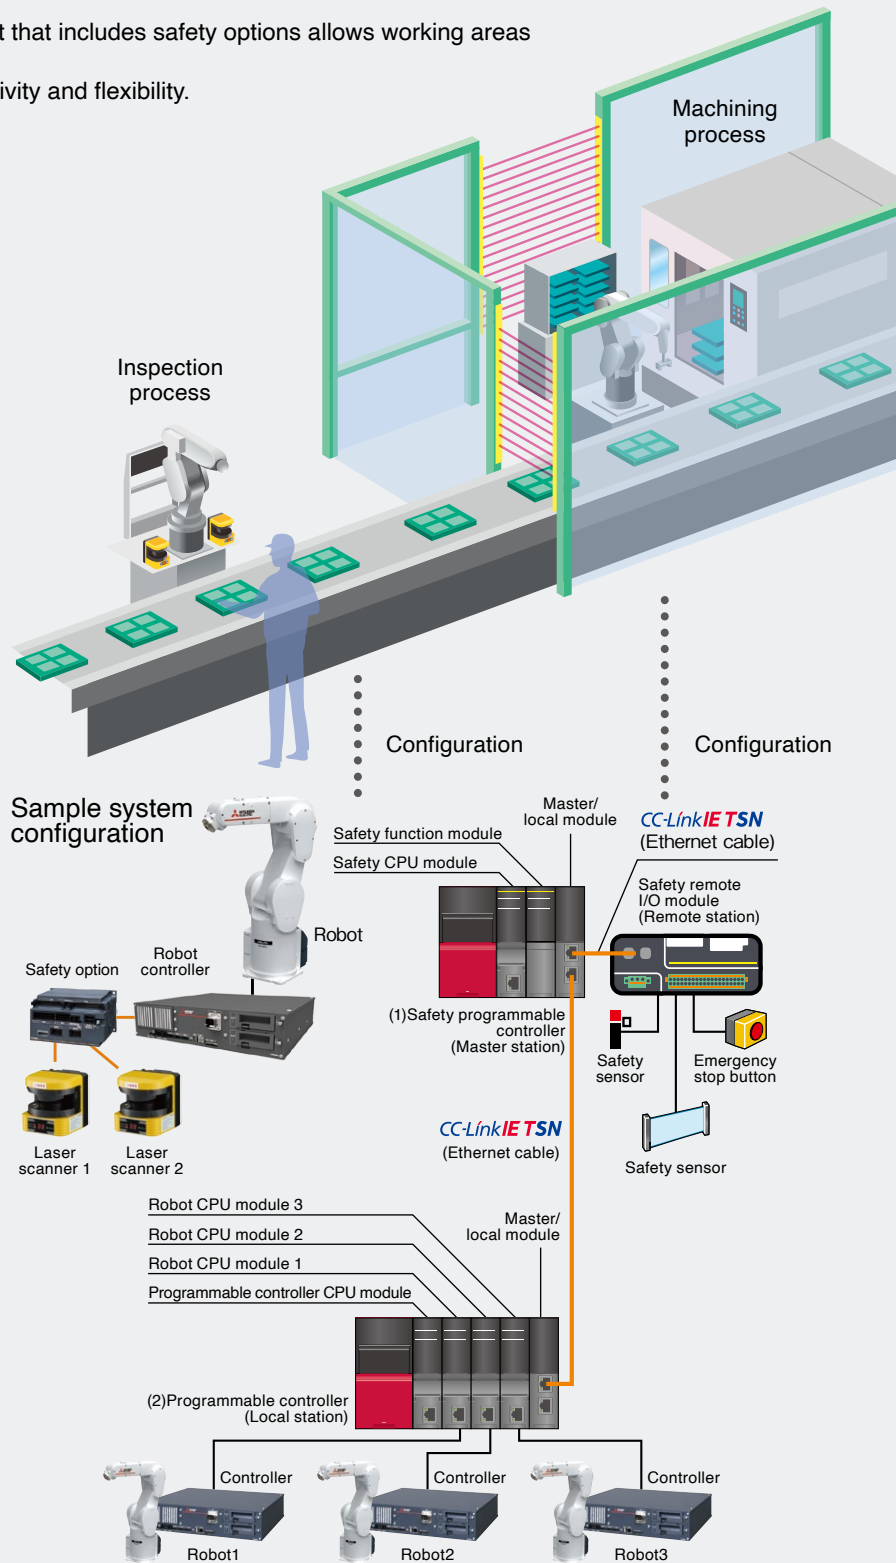 t that includes safety options allows working areas
ivity and flexibility.
Machining
process
Inspection
process
Configuration
Configuration
Sample system
configuration
Master/
local module
CC-Link IE TSN
(Ethernet cable)
Safety function module
Safety CPU module
Safety remote
I/O module
(Remote station)
Robot
Robot
controller
Safety option
(1)Safety programmable
controller
(Master station)
Safety
sensor
Emergency
stop button
Laser
scanner 1
Laser
scanner 2
CC-Link IE TSN
(Ethernet cable)
Safety sensor
Robot CPU module 3
Robot CPU module 2
Robot CPU module 1
Programmable controller CPU module
Master/
local module
(2)Programmable controller
(Local station)
Controller
Controller
Controller
Robot1
Robot2
Robot3